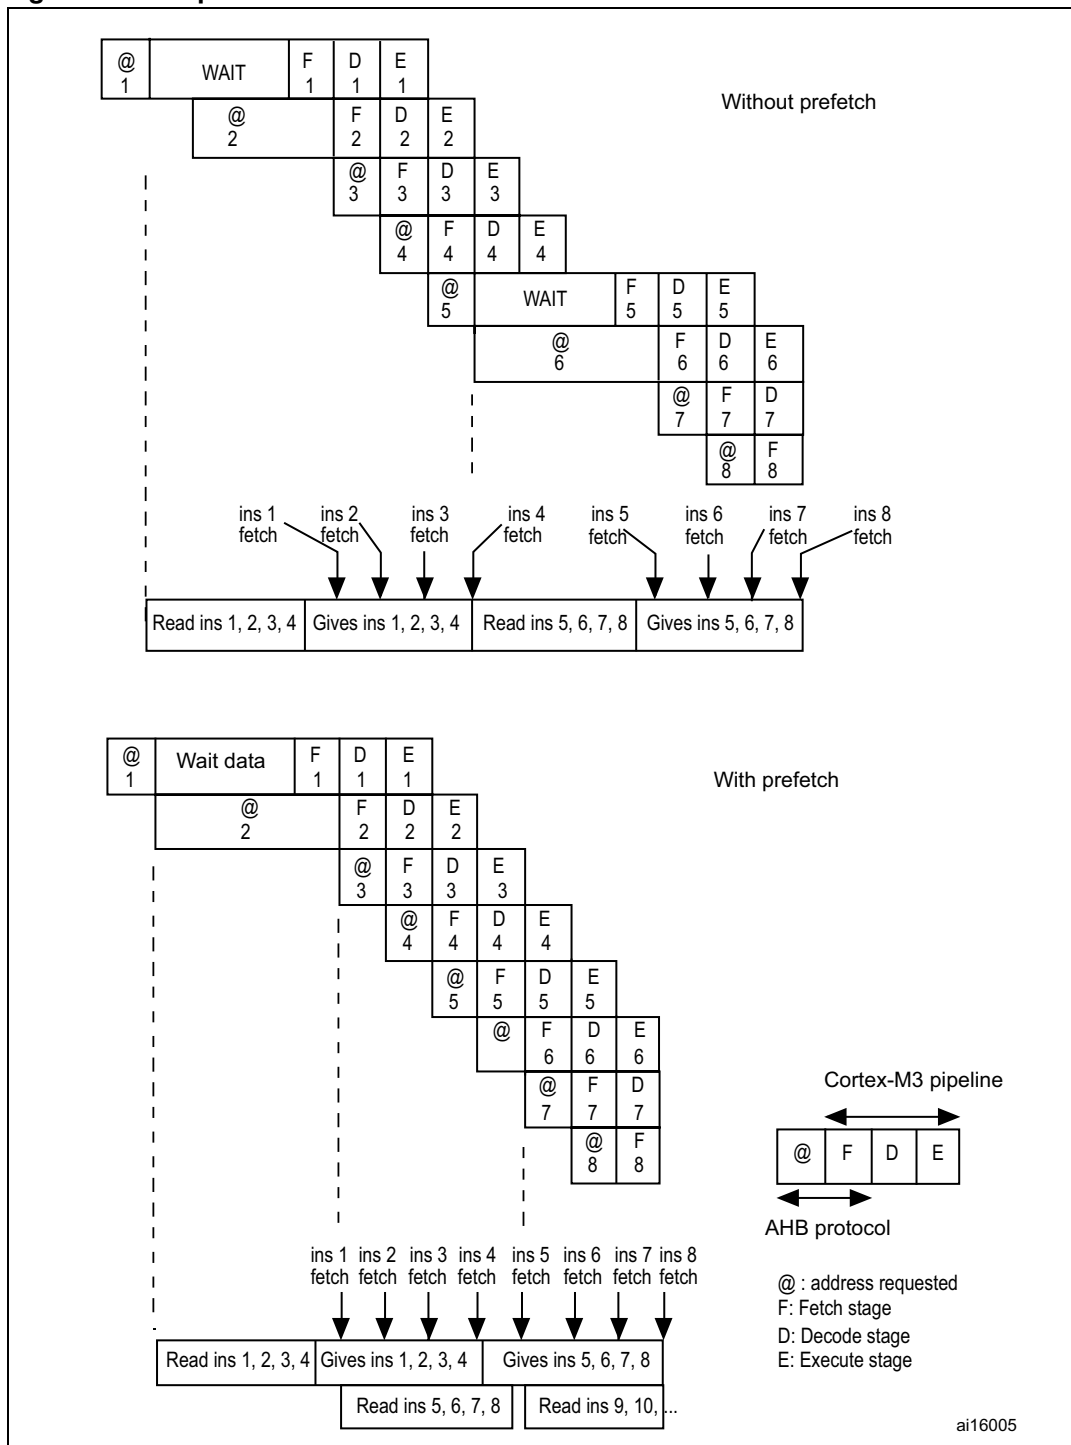 @ F D E
1 WAIT 1 1 1
Without prefetch
@ F D E
2 2 2 2
@ F D E
3 3 3 3
@ F D E
4 4 4 4
@ F D E
5 WAIT 5 5 5
@ F D E
6 6 6 6
@ F D
7 7 7
@ F
8 8
ins 1 ins 2 ins 3 ins 4 ins 5 ins 6 ins 7 ins 8
fetch fetch fetch fetch fetch fetch fetch fetch
Read ins 1, 2, 3, 4 Gives ins 1, 2, 3, 4 Read ins 5, 6, 7, 8 Gives ins 5, 6, 7, 8
@ F D E
1 Wait data 1 1 1
With prefetch
@ F D E
2 2 2 2
@ F D E
3 3 3 3
@ F D E
4 4 4 4
@ F D E
5 5 5 5
@ F D E
6 6 6
@ F D
7 7 7
@ F
8 8
Cortex-M3 pipeline
@ F D E
AHB protocol
ins 1 ins 2 ins 3 ins 4 ins 5 ins 6 ins 7 ins 8
fetch fetch fetch fetch fetch fetch fetch fetch
@ : address requested
F: Fetch stage
D: Decode stage
E: Execute stage
Read ins 1, 2, 3, 4 Gives ins 1, 2, 3, 4 Gives ins 5, 6, 7, 8
Read ins 5, 6, 7, 8 Read ins 9, 10, ...
ai16005